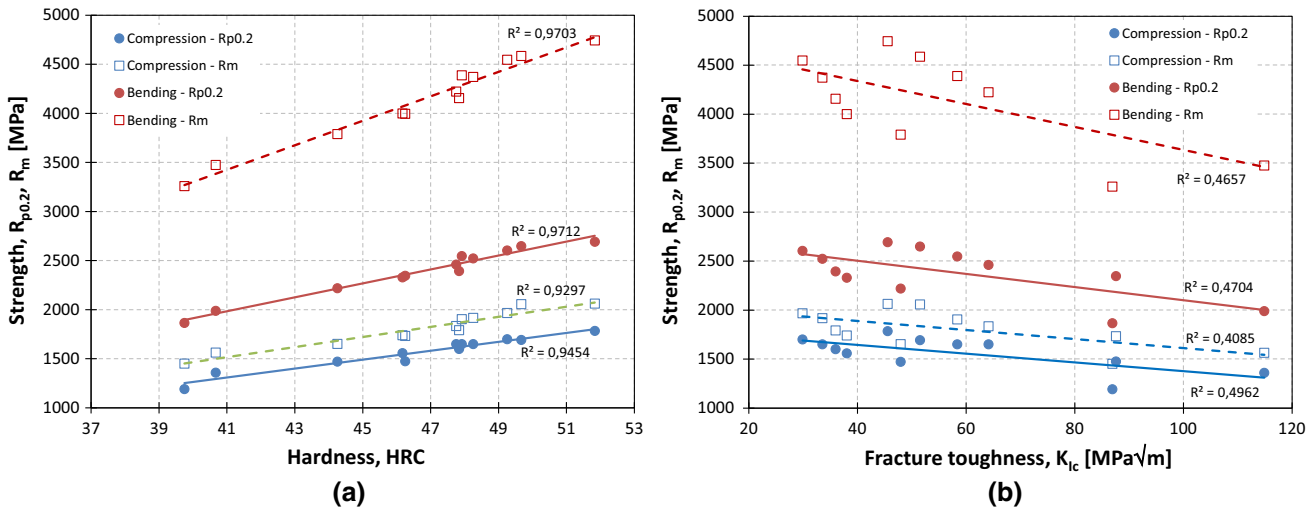 5000
4500
4000
3500
3000
2500
2000
1500
1000
Strength, Rp0.2, Rm [MPa]
Compression - Rp0.2
Compression - Rm
Bending - Rp0.2
Bending - Rm
R² = 0,9703
R² = 0,9712
R² = 0,9297
R² = 0,9454
37 39 41 43 45 47 49 51 53
Hardness, HRC
(a)
5000
4500
4000
3500
3000
2500
2000
1500
1000
Strength, Rp0.2, Rm [MPa]
Compression - Rp0.2
Compression - Rm
Bending - Rp0.2
Bending - Rm
R² = 0,4657
R² = 0,4704
R² = 0,4085
R² = 0,4962
20 40 60 80 100 120
Fracture toughness, KIc [MPa√m]
(b)